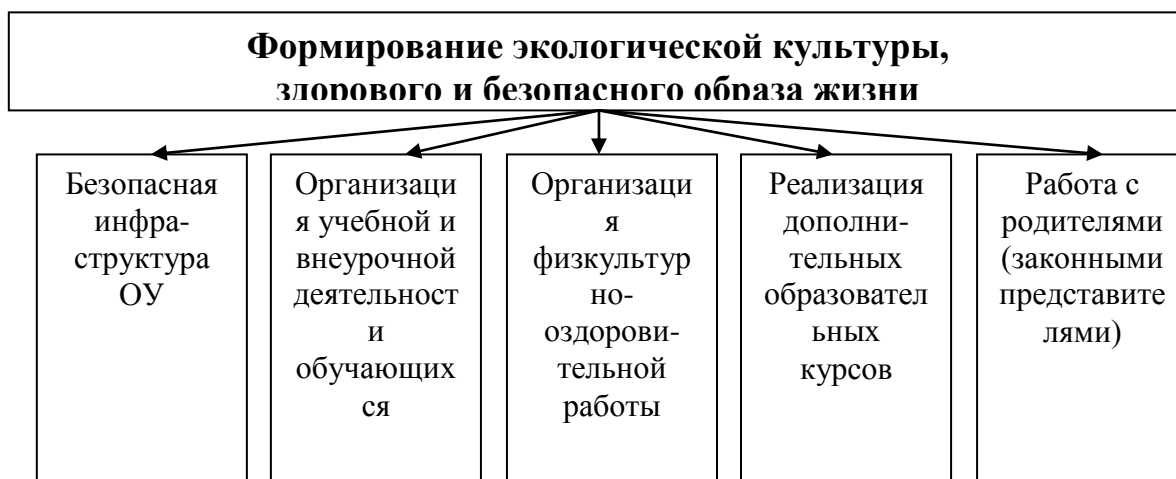 Формирование экологической культуры,
здорового и безопасного образа жизни
Безопасная
инфра-
структура
ОУ
Организаци
я учебной и
внеурочной
деятельност
и
обучающих
ся
Организаци
я
физкультур
но-
оздорови-
тельной
работы
Реализация
дополни-
тельных
образовател
ьных
курсов
Работа с
родителями
(законными
представите
лями)